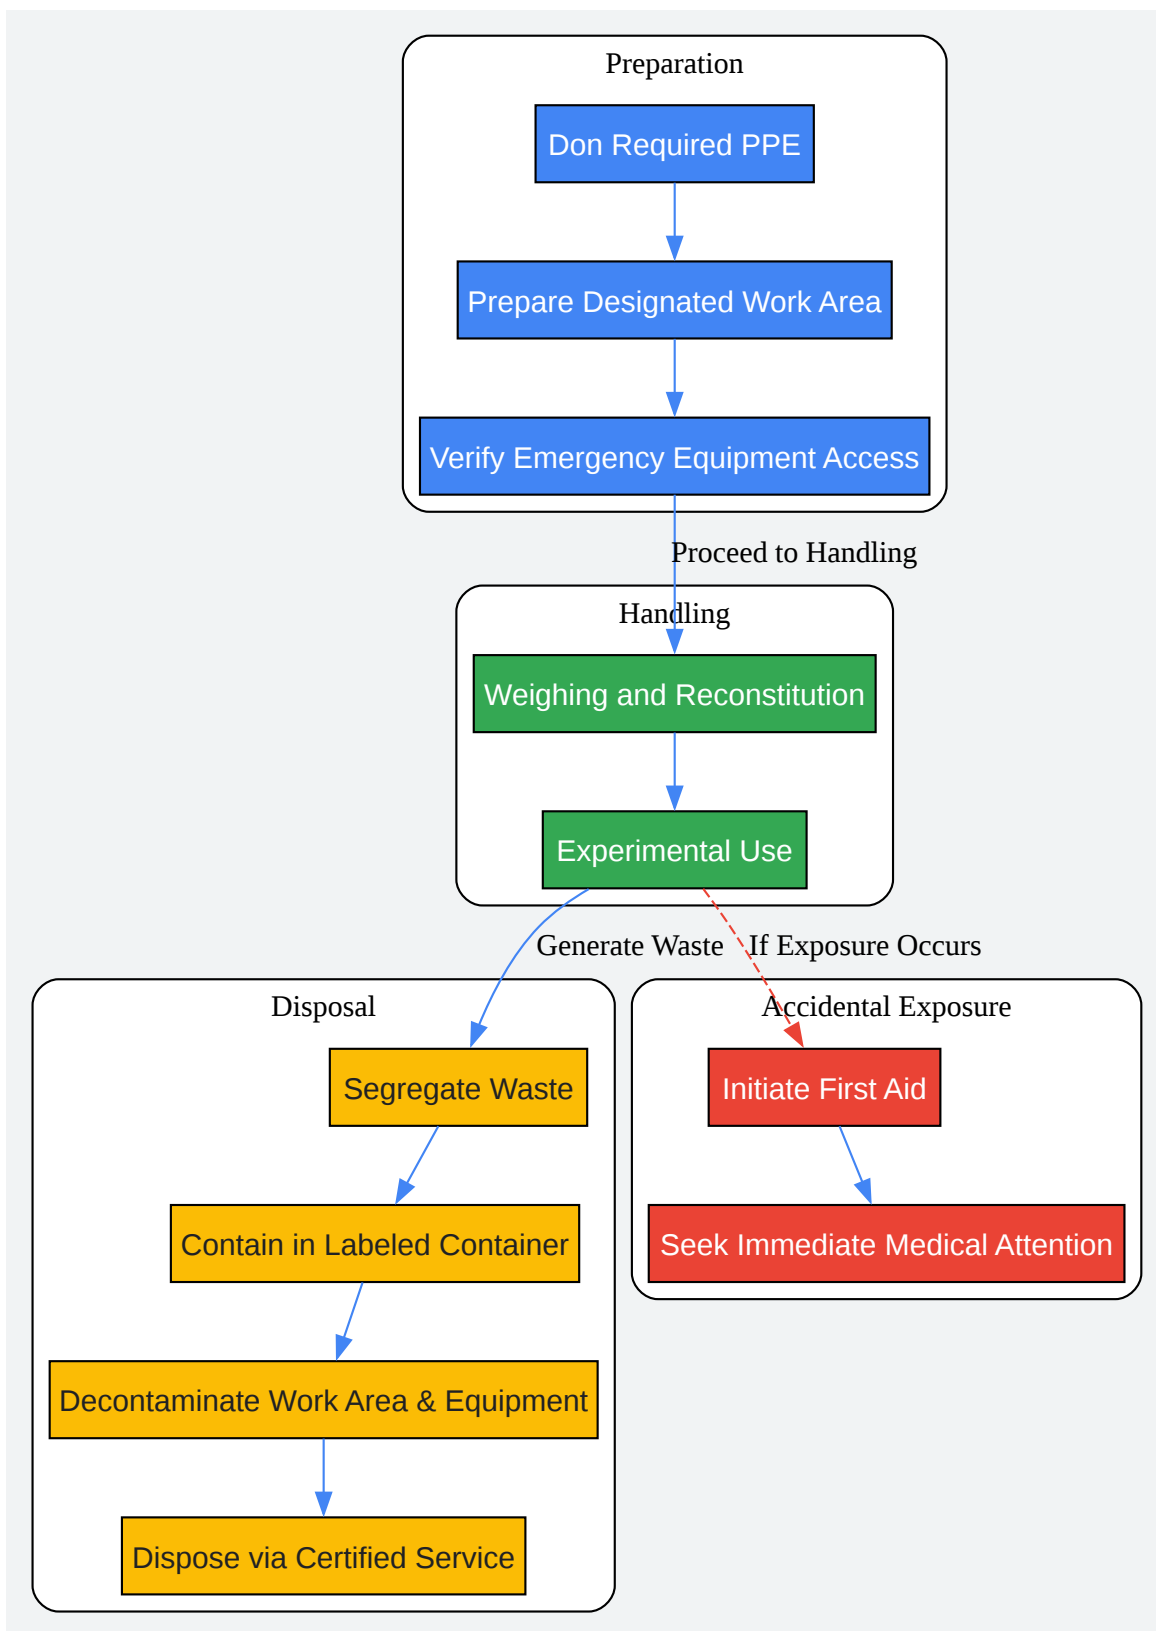 Preparation
Don Required PPE
Prepare Designated Work Area
Verify Emergency Equipment Access
Proceed to Handling
Handling
Weighing and Reconstitution
Experimental Use
Generate Waste
If Exposure Occurs
Disposal
Segregate Waste
Contain in Labeled Container
Decontaminate Work Area & Equipment
Dispose via Certified Service
Accidental Exposure
Initiate First Aid
Seek Immediate Medical Attention